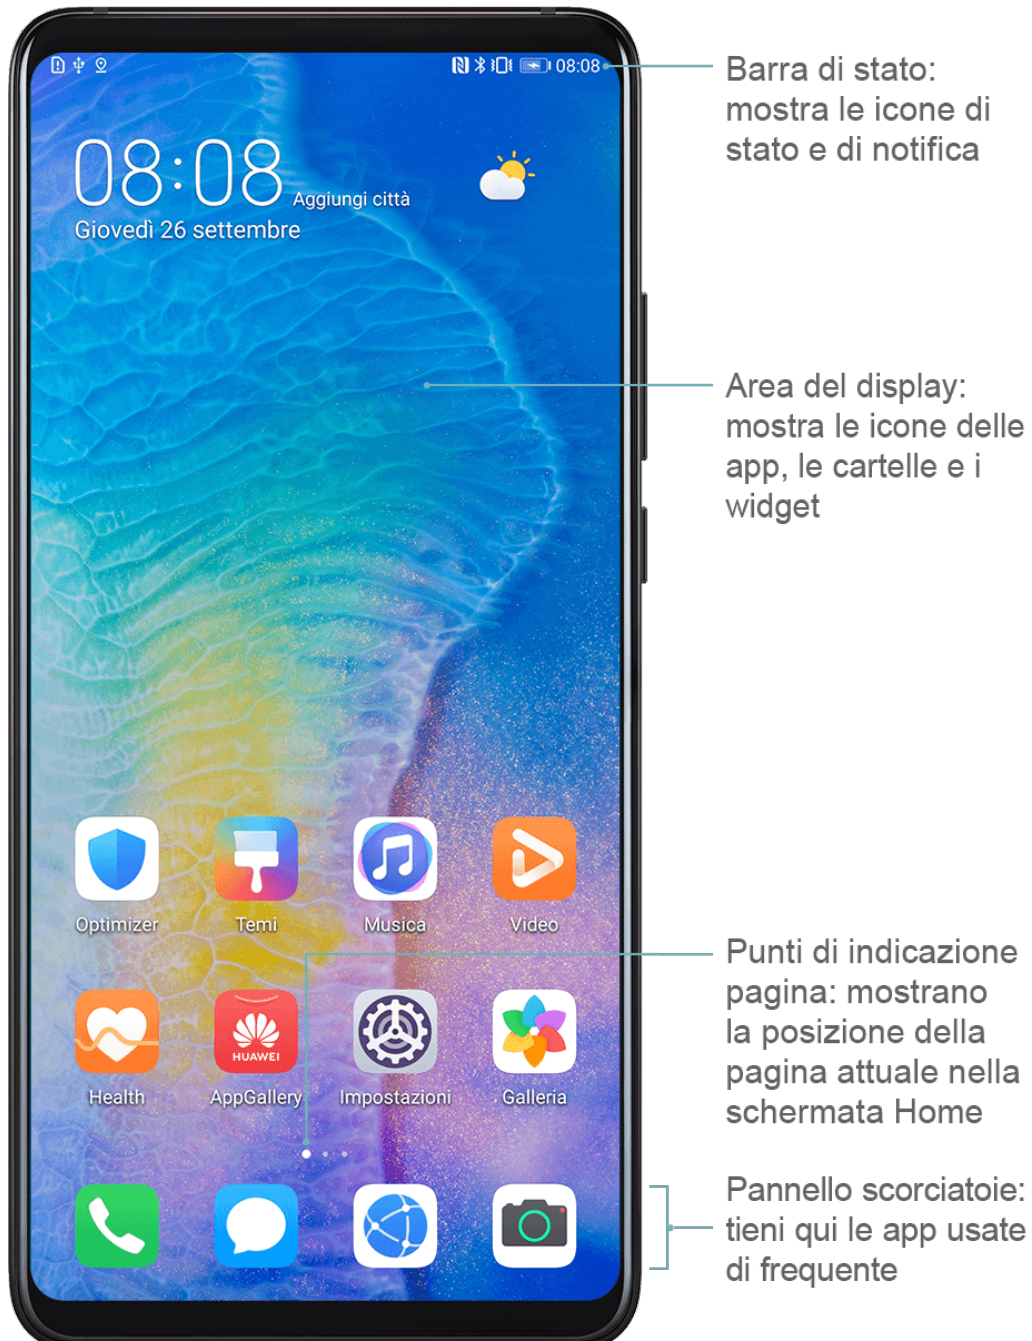 08:08
08:08
Aggiungi città
Giovedì 26 settembre
Optimizer
Temi
Musica
Video
HUAWEI
Health
AppGallery
Impostazioni
Galleria
Barra di stato:
mostra le icone di
stato e di notifica
Area del display:
mostra le icone delle
app, le cartelle e i
widget
Punti di indicazione
pagina: mostrano
la posizione della
pagina attuale nella
schermata Home
Pannello scorciatoie:
tieni qui le app usate
di frequente